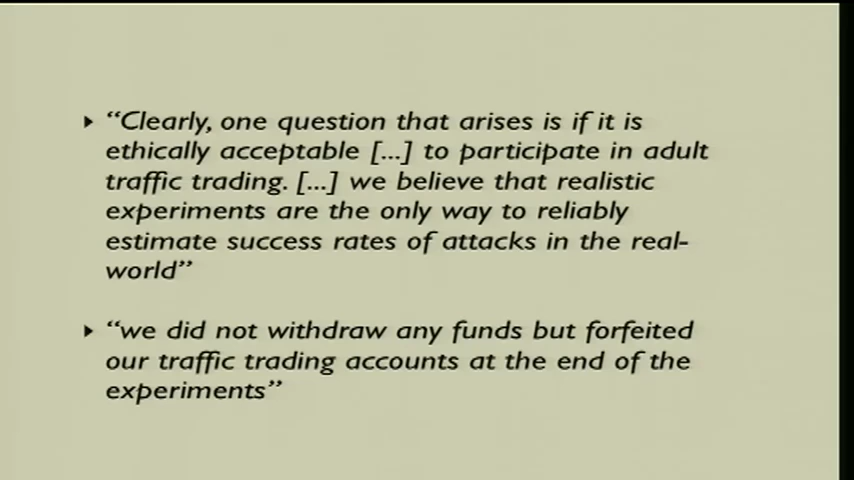 “Clearly, one question that arises is if it is
ethically acceptable [...] to participate in adult
traffic trading. [...] we believe that realistic
experiments are the only way to reliably
estimate success rates of attacks in the real-
world”
“we did not withdraw any funds but forfeited
our traffic trading accounts at the end of the
experiments”